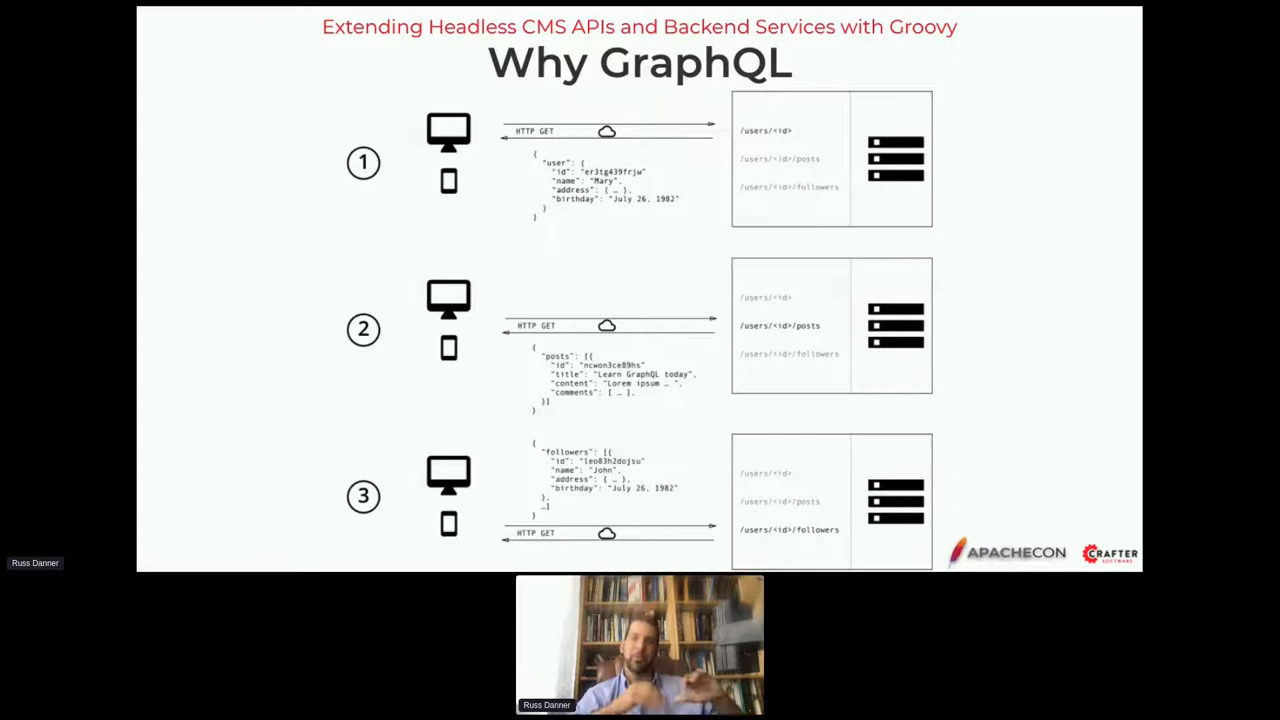 Extending Headless CMS APIs and Backend Services with Groovy
Why GraphQL
1
HTTP GET
{
"user": {
"id": "er3tg439frjw"
"name": "Mary",
"address": { … },
"birthday": "July 26, 1982"
}
}
/users/<id>
/users/<id>/posts
/users/<id>/followers
2
HTTP GET
{
"posts": [{
"id": "ncwon3ce89hs"
"title": "Learn GraphQL today",
"content": "Lorem ipsum … ",
"comments": [ … ],
}]
}
/users/<id>
/users/<id>/posts
/users/<id>/followers
3
{
"followers": [{
"id": "leo83h2dojsu"
"name": "John",
"address": { … },
"birthday": "July 26, 1982"
},
…]
}
HTTP GET
/users/<id>
/users/<id>/posts
/users/<id>/followers
APACHECON
CRAFTER
SOFTWARE
Russ Danner
Russ Danner